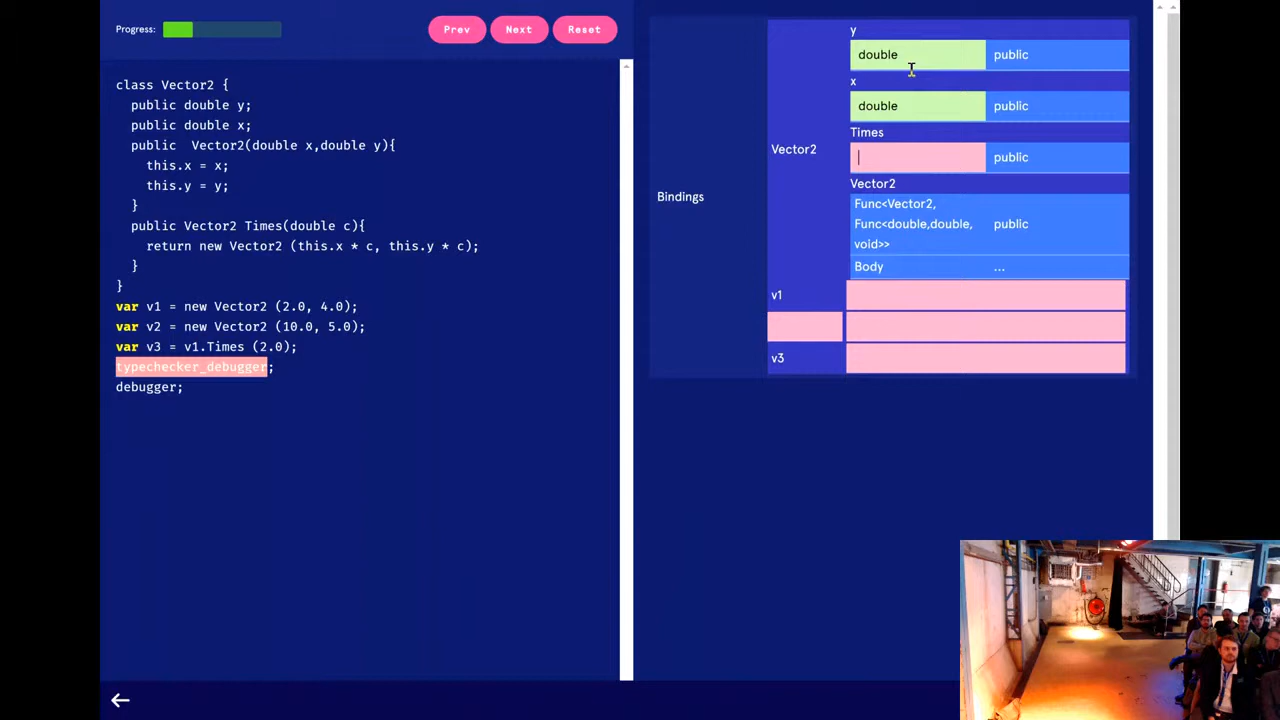 Progress:
Prev
Next
Reset
class Vector2 {
public double y;
public double x;
public  Vector2(double x,double y){
this.x = x;
this.y = y;
}
public Vector2 Times(double c){
return new Vector2 (this.x * c, this.y * c);
}
}
var v1 = new Vector2 (2.0, 4.0);
var v2 = new Vector2 (10.0, 5.0);
var v3 = v1.Times (2.0);
typechecker_debugger;
debugger;
Bindings
Vector2
y
double public
x
double public
Times
public
Vector2
Func<Vector2,
Func<double,double,
void>>
public
Body ...
v1
v3